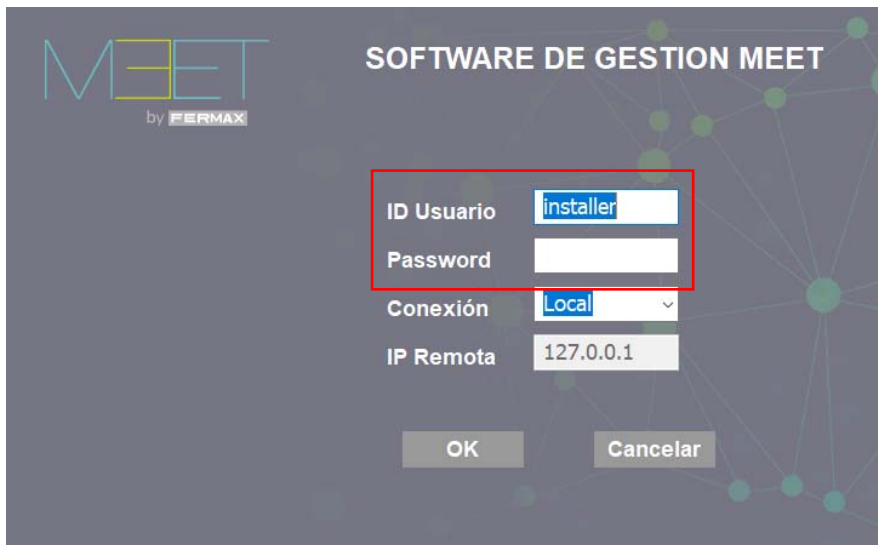 MEET
by FERMAX
SOFTWARE DE GESTION MEET
ID Usuario installer
Password
Conexión Local
IP Remota 127.0.0.1
OK Cancelar